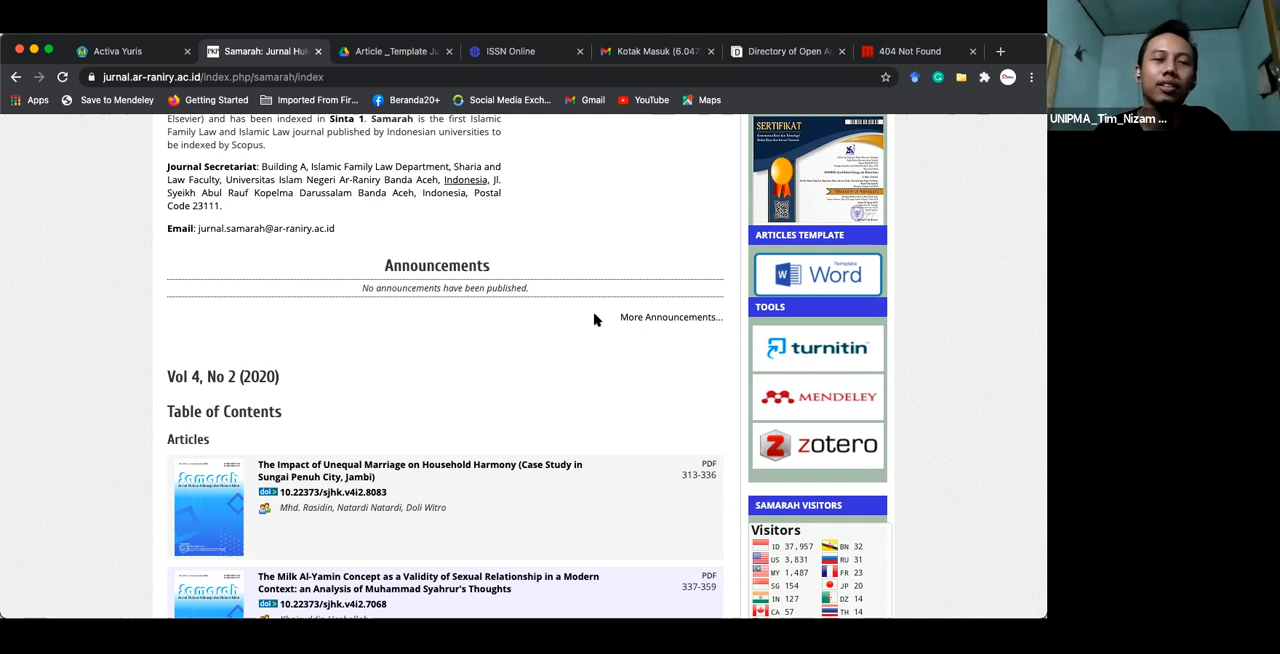 Activa Yuris
Samarah: Jurnal Hu
Article _Template Ju
ISSN Online
Kotak Masuk (6.047
Directory of Open A
404 Not Found
jurnal.ar-raniry.ac.id/index.php/samarah/index
Apps
Save to Mendeley
Getting Started
Imported From Fir...
Beranda20+
Social Media Exch...
Gmail
YouTube
Maps
UNIPMA_Tim_Nizam ...
Elsevier) and has been indexed in Sinta 1. Samarah is the first Islamic
Family Law and Islamic Law journal published by Indonesian universities to
be indexed by Scopus.
Journal Secretariat: Building A, Islamic Family Law Department, Sharia and
Law Faculty, Universitas Islam Negeri Ar-Raniry Banda Aceh, Indonesia, Jl.
Syeikh Abul Rauf Kopelma Darussalam Banda Aceh, Indonesia, Postal
Code 23111.
Email: jurnal.samarah@ar-raniry.ac.id
Announcements
No announcements have been published.
More Announcements...
Vol 4, No 2 (2020)
Table of Contents
Articles
Samarah
The Impact of Unequal Marriage on Household Harmony (Case Study in
Sungai Penuh City, Jambi)
PDF
313-336
doi> 10.22373/sjhk.v4i2.8083
Mhd. Rasidin, Natardi Natardi, Doli Witro
Samarah
The Milk Al-Yamin Concept as a Validity of Sexual Relationship in a Modern
Context: an Analysis of Muhammad Syahrur's Thoughts
PDF
337-359
doi> 10.22373/sjhk.v4i2.7068
SERTIFIKAT
ARTICLES TEMPLATE
Template
Word
TOOLS
turnitin
MENDELEY
zotero
SAMARAH VISITORS
Visitors
ID 37,957 BN 32
US 3,831 RU 31
MY 1,487 FR 23
SG 154 JP 20
IN 127 DZ 14
CA 57 TH 14